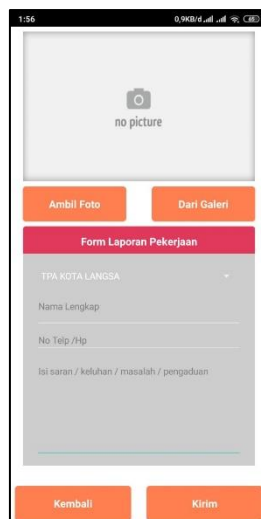 1:56 0,9KB/d 65
no picture
Ambil Foto Dari Galeri
Form Laporan Pekerjaan
TPA KOTA LANGSA
Nama Lengkap
No Telp /Hp
Isi saran / keluhan / masalah / pengaduan
Kembali Kirim